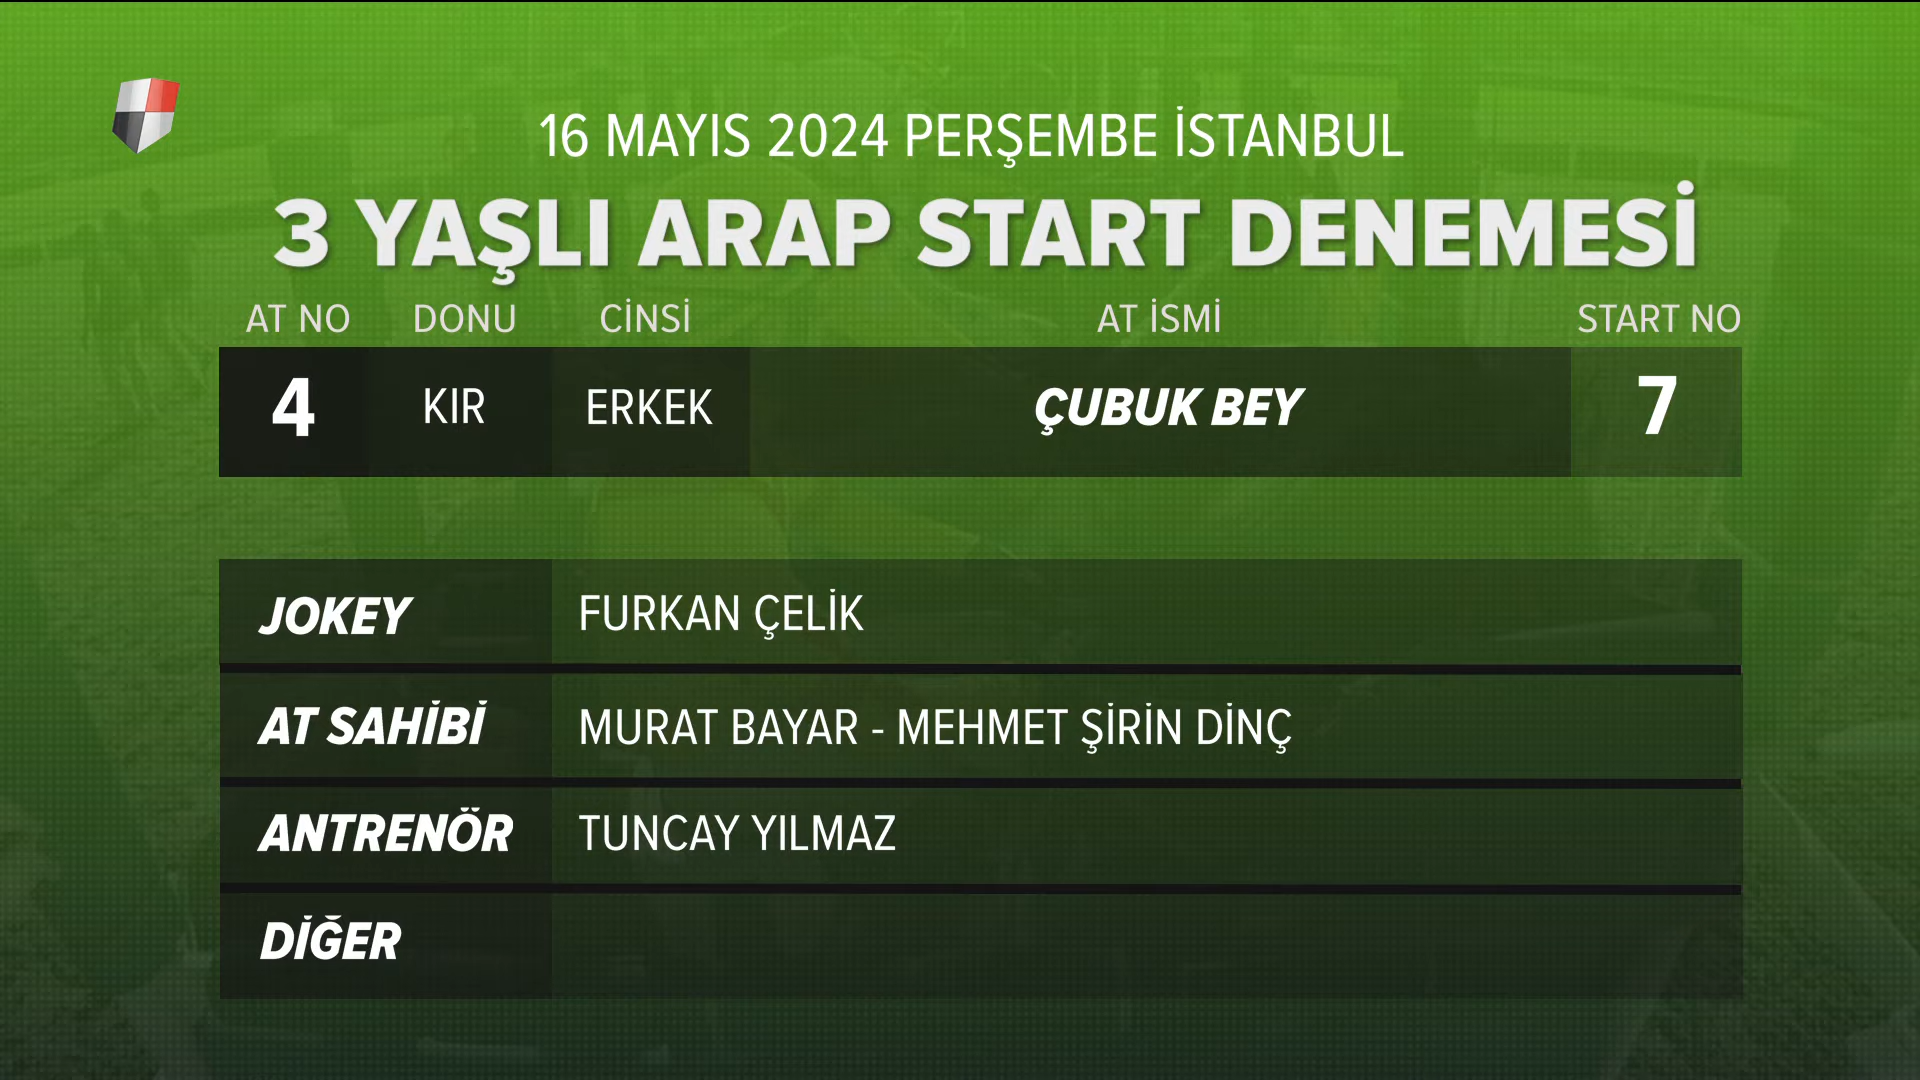 16 MAYIS 2024 PERŞEMBE İSTANBUL
3 YAŞLI ARAP START DENEMESİ
AT NO DONU CİNSİ AT İSMİ START NO
4 KIR ERKEK ÇUBUK BEY 7
JOKEY FURKAN ÇELİK
AT SAHİBİ MURAT BAYAR - MEHMET ŞİRİN DİNÇ
ANTRENÖR TUNCAY YILMAZ
DİĞER